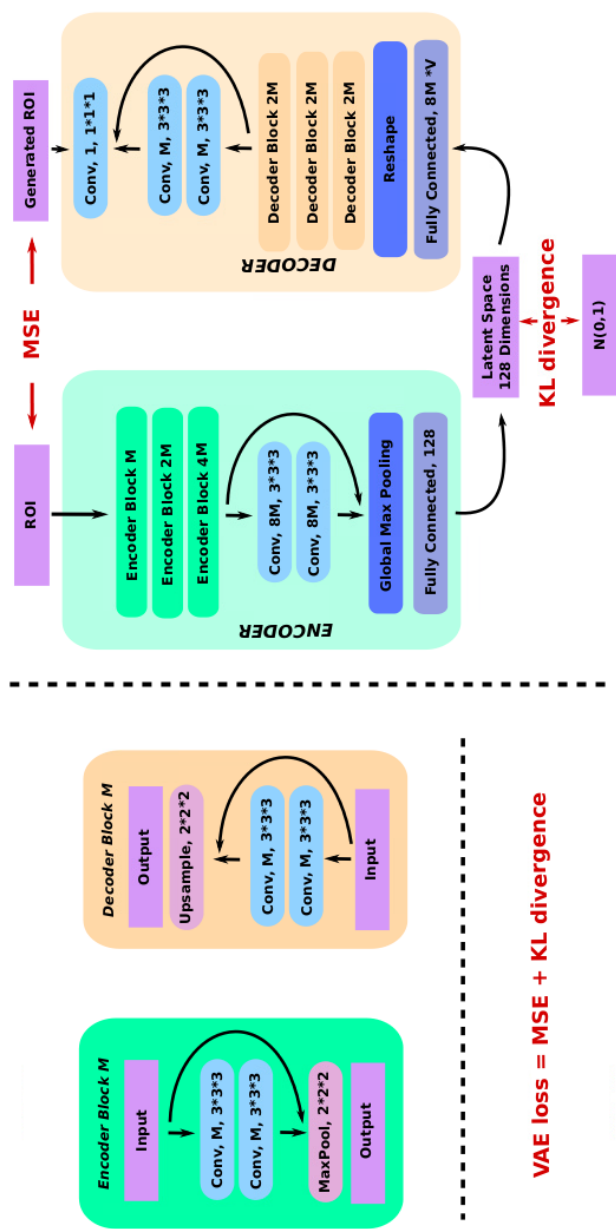 Encoder Block M
Input
Conv, M, 3*3*3
Conv, M, 3*3*3
MaxPool, 2*2*2
Output
Decoder Block M
Output
Upsample, 2*2*2
Conv, M, 3*3*3
Conv, M, 3*3*3
Input
VAE loss = MSE + KL divergence
ROI
MSE
Generated ROI
ENCODER
Encoder Block M
Encoder Block 2M
Encoder Block 4M
Conv, 8M, 3*3*3
Conv, 8M, 3*3*3
Global Max Pooling
Fully Connected, 128
DECODER
Conv, 1, 1*1*1
Conv, M, 3*3*3
Conv, M, 3*3*3
Decoder Block 2M
Decoder Block 2M
Decoder Block 2M
Reshape
Fully Connected, 8M *V
Latent Space
128 Dimensions
KL divergence
N(0,1)